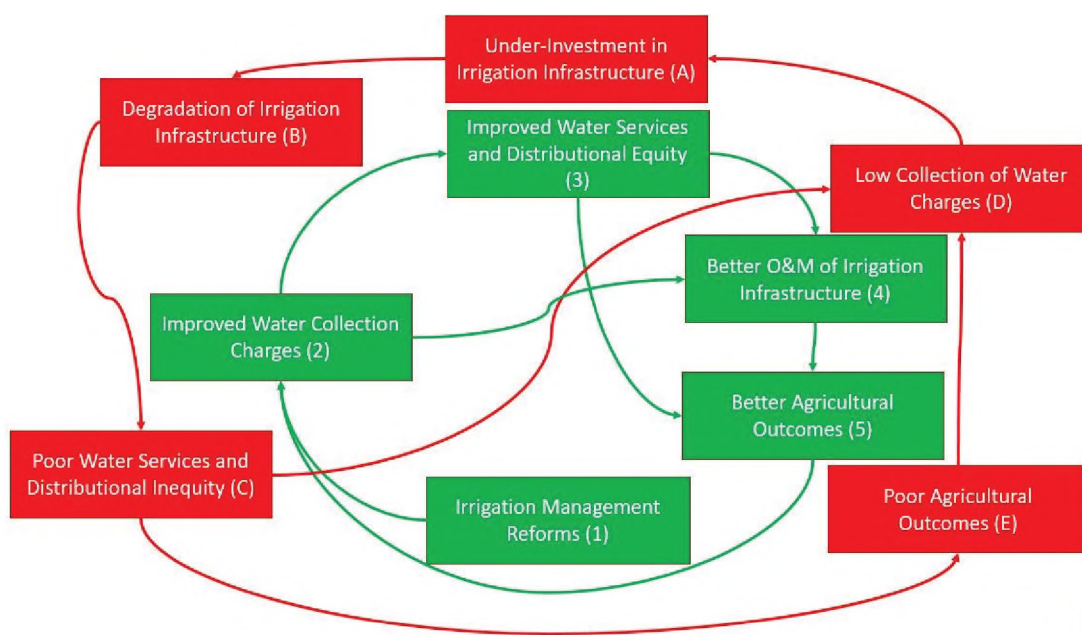 Under-Investment in
Irrigation Infrastructure (A)
Degradation of Irrigation
Infrastructure (B)
Improved Water Services
and Distributional Equity
(3)
Low Collection of Water
Charges (D)
Better O&M of Irrigation
Infrastructure (4)
Improved Water Collection
Charges (2)
Better Agricultural
Outcomes (5)
Poor Water Services and
Distributional Inequity (C)
Irrigation Management
Reforms (1)
Poor Agricultural
Outcomes (E)